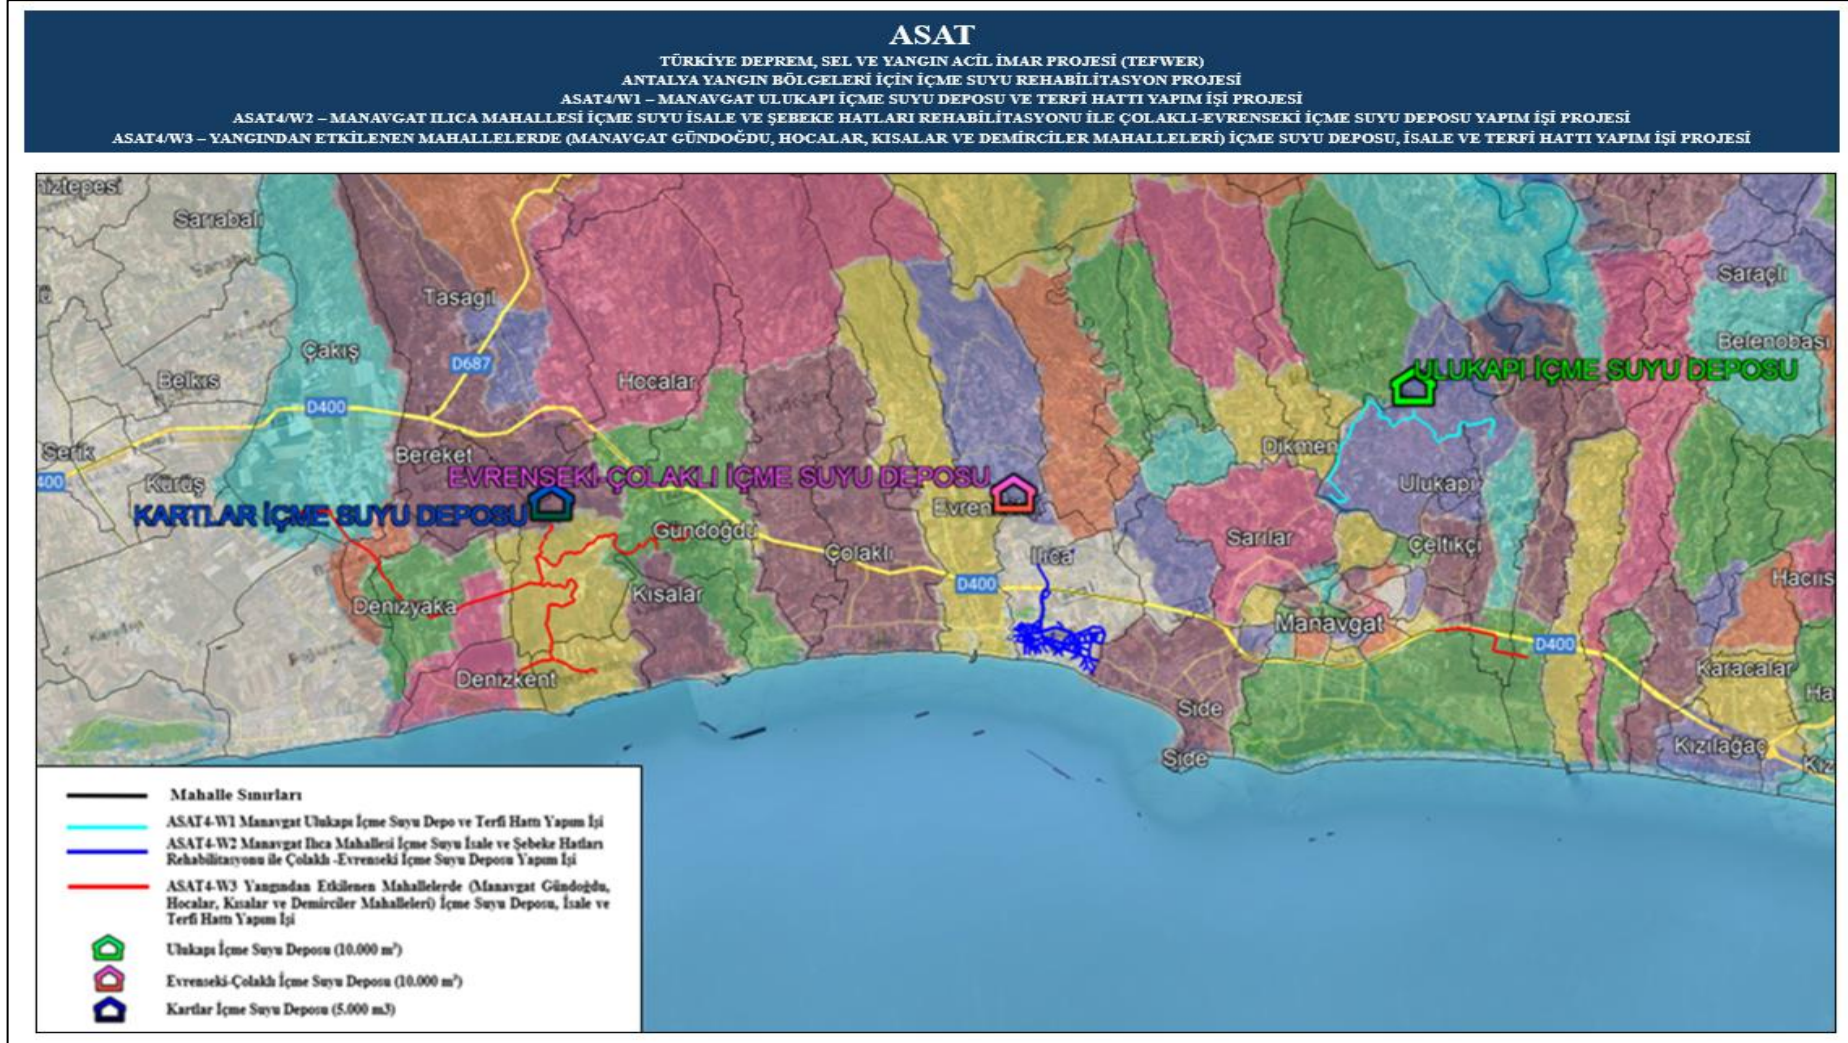 ASAT
TÜRKİYE DEPREM, SEL VE YANGIN ACİL İMAR PROJESİ (TEFWER)
ANTALYA YANGIN BÖLGELERİ İÇİN İÇME SUYU REHABİLİTASYON PROJESİ
ASAT4/W1 – MANAVGAT ULUKAPI İÇME SUYU DEPOSU VE TERFİ HATTI YAPIM İŞİ PROJESİ
ASAT4/W2 – MANAVGAT ILICA MAHALLESİ İÇME SUYU İSALE VE ŞEBEKE HATLARI REHABİLİTASYONU İLE ÇOLAKLI-EVRENSEKİ İÇME SUYU DEPOSU YAPIM İŞİ PROJESİ
ASAT4/W3 – YANGINDAN ETKİLENEN MAHALLELERDE (MANAVGAT GÜNDOĞDU, HOCALAR, KISALAR VE DEMİRCİLER MAHALLELERİ) İÇME SUYU DEPOSU, İSALE VE TERFİ HATTI YAPIM İŞİ PROJESİ
Sarıabalı
Saraçlı
Taşağıl
Belenobası
Çakış
D687
Belkıs
Hocalar
ULUKAPI İÇME SUYU DEPOSU
D400
Serik
Bereket
Dikmen
400
Kürüş
EVRENSEKİ-ÇOLAKLI İÇME SUYU DEPOSU
Ulukapı
KARTLAR İÇME SUYU DEPOSU
Evren
Gündoğdu
Sarılar
Çeltikçi
Çolaklı
Ilıca
D400
Denizyaka
Kısalar
Manavgat
D400
Karacalar
Denizkent
Side
Side
Kızılağaç
Mahalle Sınırları
ASAT4-W1 Manavgat Ulukapı İçme Suyu Depo ve Terfi Hattı Yapım İşi
ASAT4-W2 Manavgat Ilıca Mahallesi İçme Suyu İsale ve Şebeke Hatları
Rehabilitasyonu ile Çolaklı -Evrenseki İçme Suyu Deposu Yapım İşi
ASAT4-W3 Yangından Etkilenen Mahallelerde (Manavgat Gündoğdu,
Hocalar, Kısalar ve Demirciler Mahalleleri) İçme Suyu Deposu, İsale ve
Terfi Hattı Yapım İşi
Ulukapı İçme Suyu Deposu (10.000 m³)
Evrenseki-Çolaklı İçme Suyu Deposu (10.000 m³)
Kartlar İçme Suyu Deposu (5.000 m3)